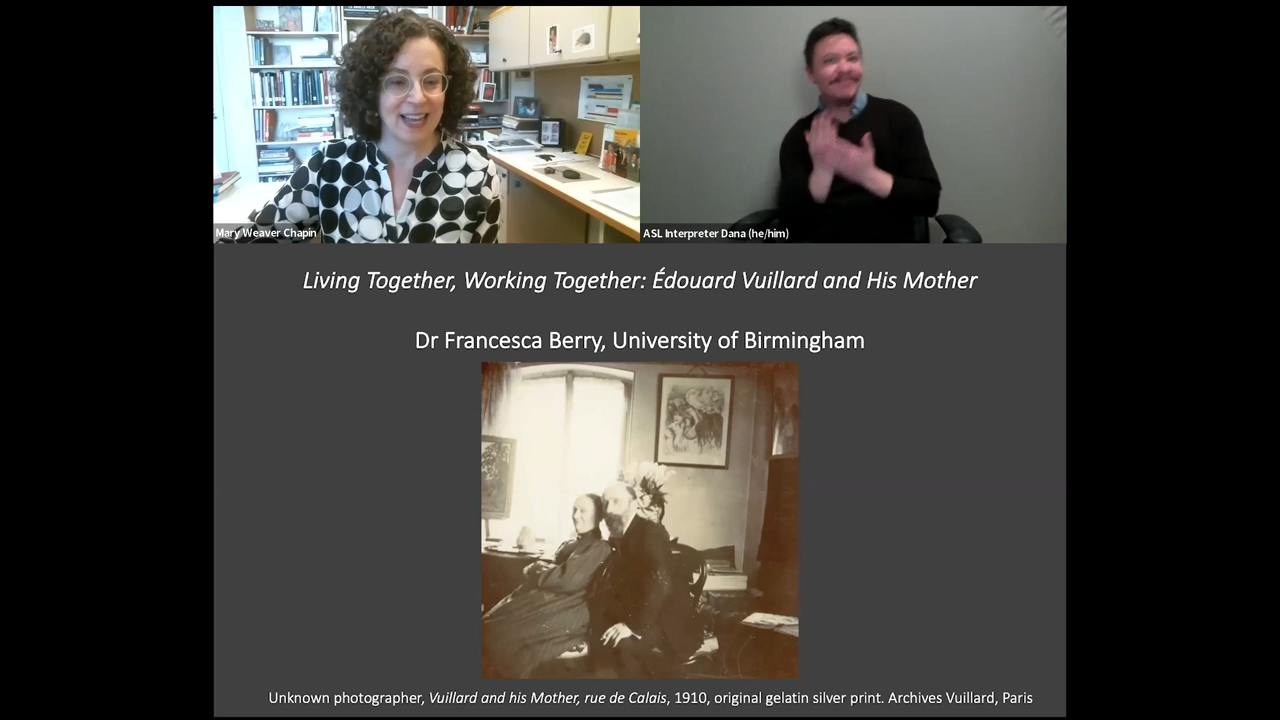 Mary Weaver Chapin
ASL Interpreter Dana (he/him)
Living Together, Working Together: Édouard Vuillard and His Mother
Dr Francesca Berry, University of Birmingham
Unknown photographer, Vuillard and his Mother, rue de Calais, 1910, original gelatin silver print. Archives Vuillard, Paris